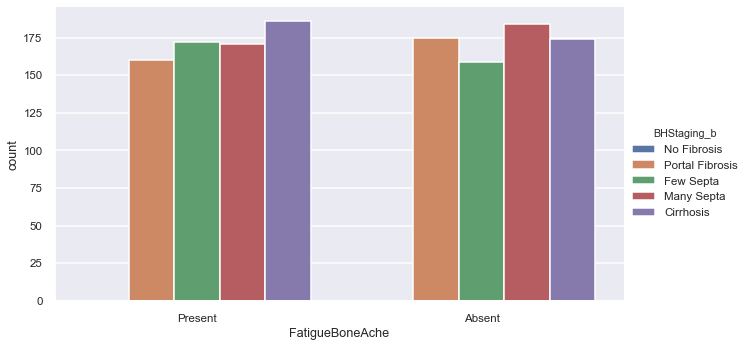 175
150
125
100
75
50
25
0
count
Present
Absent
FatigueBoneAche
BHStaging_b
No Fibrosis
Portal Fibrosis
Few Septa
Many Septa
Cirrhosis